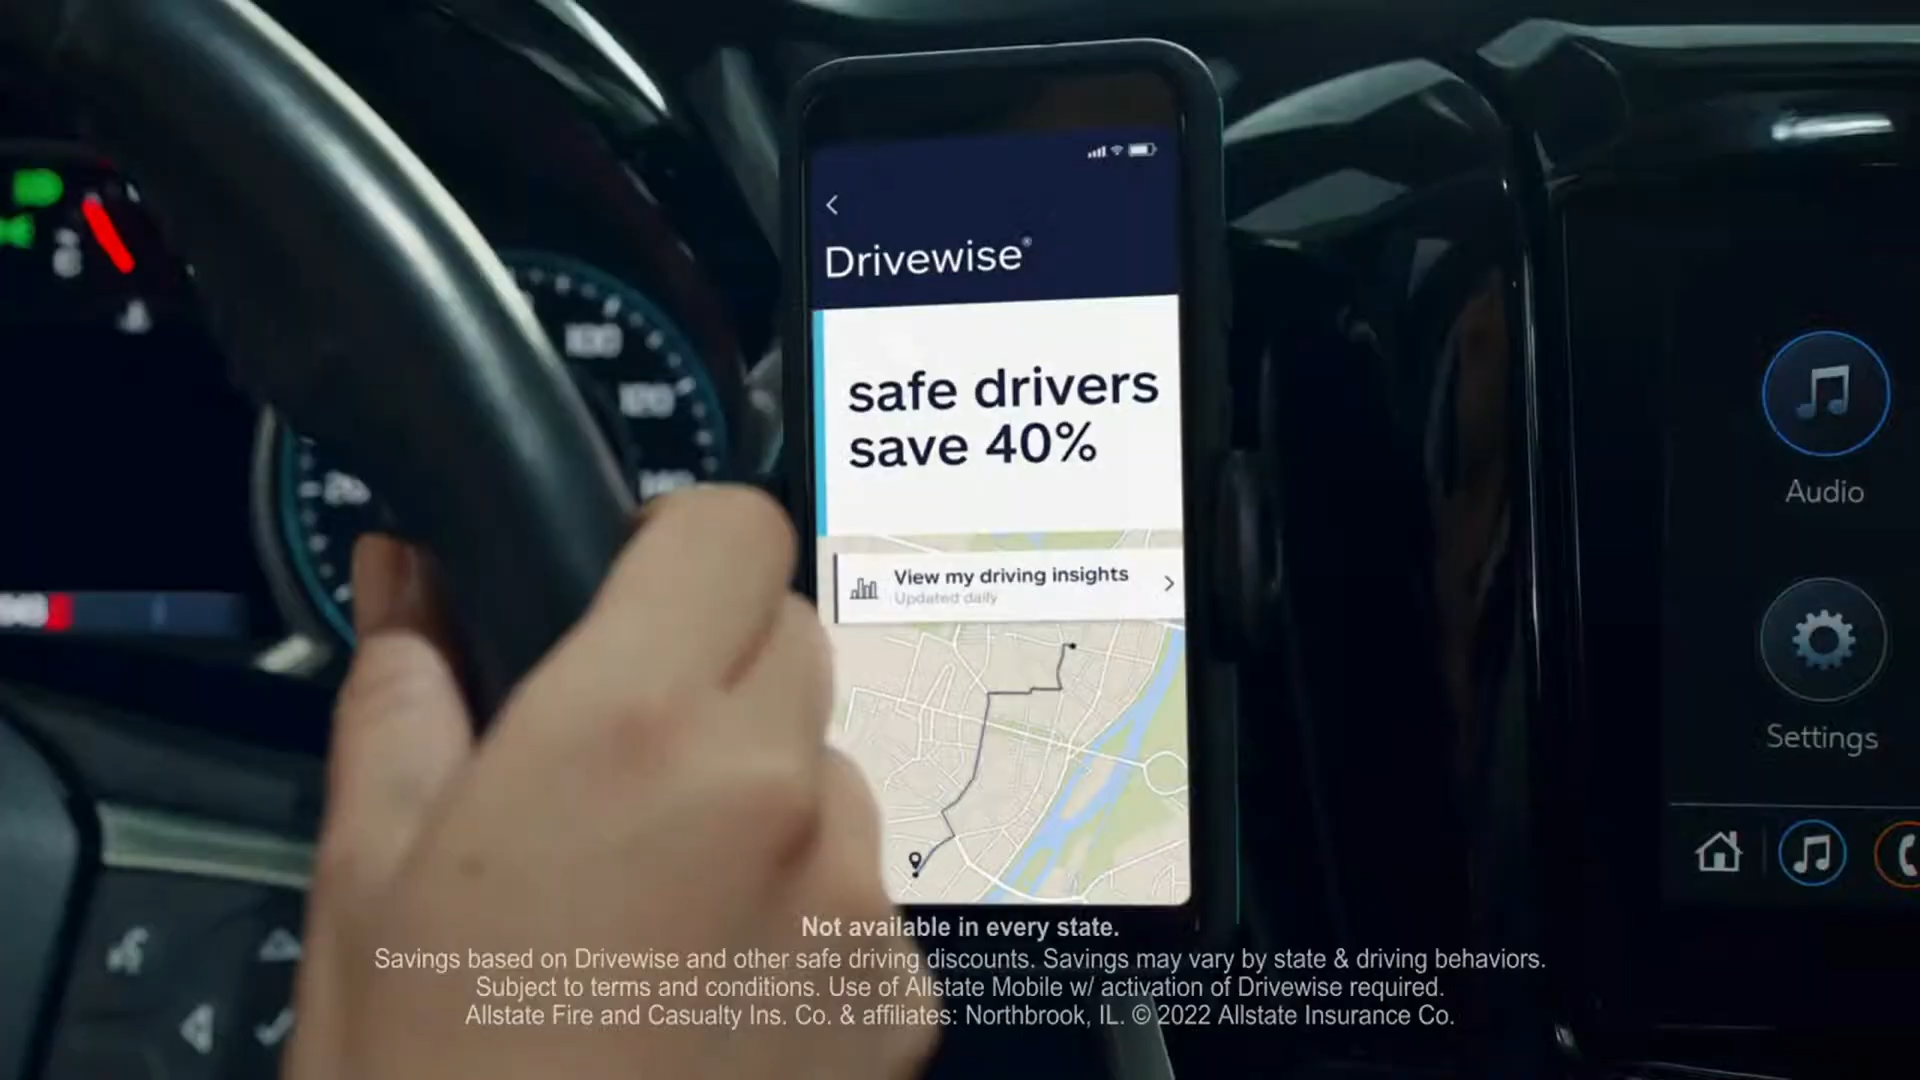 Drivewise®
safe drivers
save 40%
View my driving insights
Updated daily
100
120
Audio
Settings
Not available in every state.
Savings based on Drivewise and other safe driving discounts. Savings may vary by state & driving behaviors.
Subject to terms and conditions. Use of Allstate Mobile w/ activation of Drivewise required.
Allstate Fire and Casualty Ins. Co. & affiliates: Northbrook, IL. © 2022 Allstate Insurance Co.